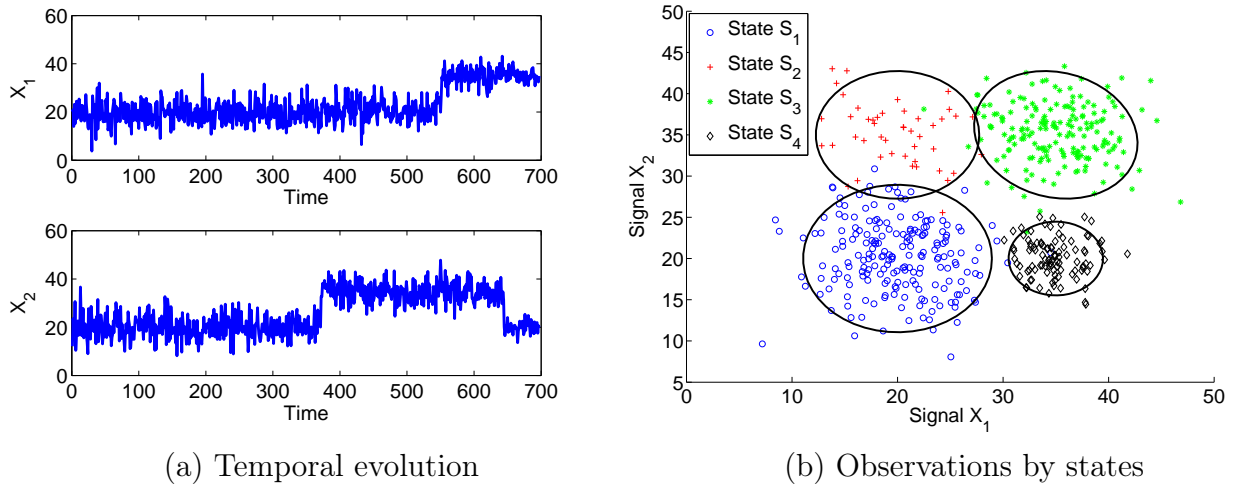 60
40
20
0
X1
0 100 200 300 400 500 600 700
Time
60
40
20
0
X2
0 100 200 300 400 500 600 700
Time
(a) Temporal evolution
State S1
State S2
State S3
State S4
50
45
40
35
30
25
20
15
10
5
Signal X2
0 10 20 30 40 50
Signal X1
(b) Observations by states